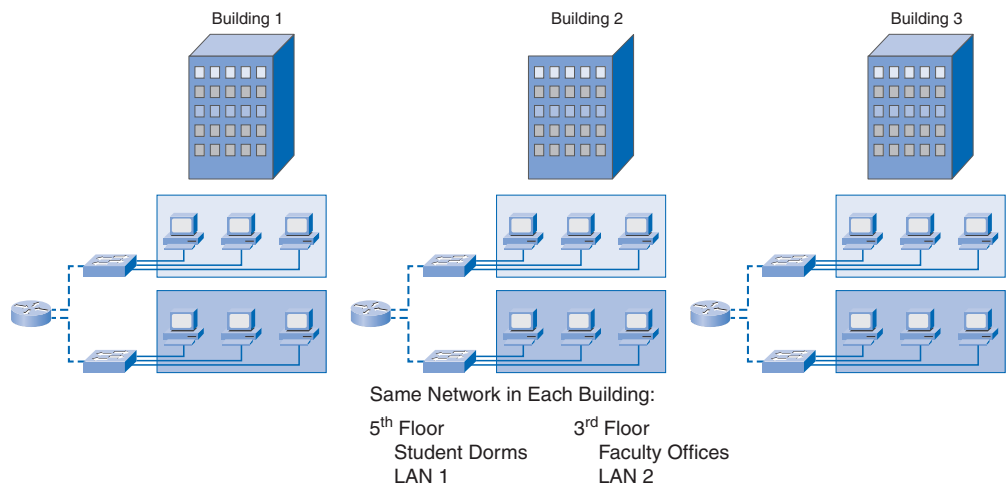 Building 1
Building 2
Building 3
Same Network in Each Building:
5th Floor
Student Dorms
LAN 1
3rd Floor
Faculty Offices
LAN 2